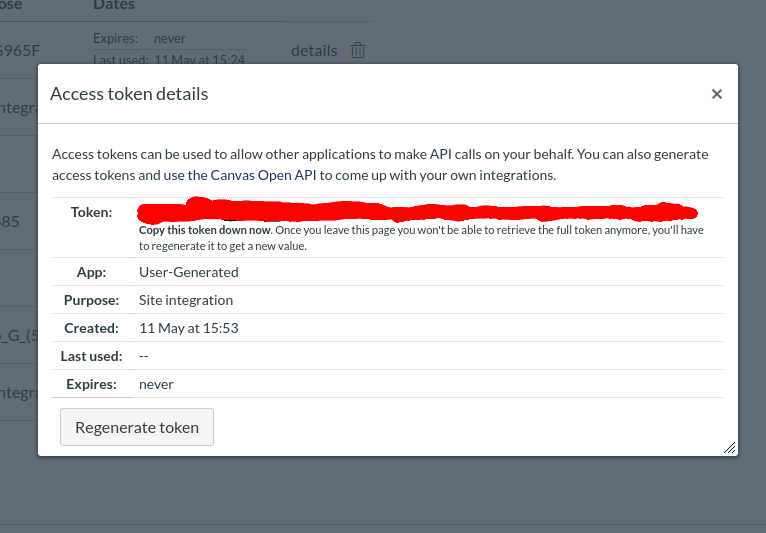 ose Dates
Expires: never
5965F details
Last used: 11 May at 15:24
Access token details ×
ntegra
Access tokens can be used to allow other applications to make API calls on your behalf. You can also generate
access tokens and use the Canvas Open API to come up with your own integrations.
Token:
85
Copy this token down now. Once you leave this page you won't be able to retrieve the full token anymore, you'll have
to regenerate it to get a new value.
App: User-Generated
Purpose: Site integration
Created: 11 May at 15:53
_G_(5
Last used: --
Expires: never
ntegra
Regenerate token